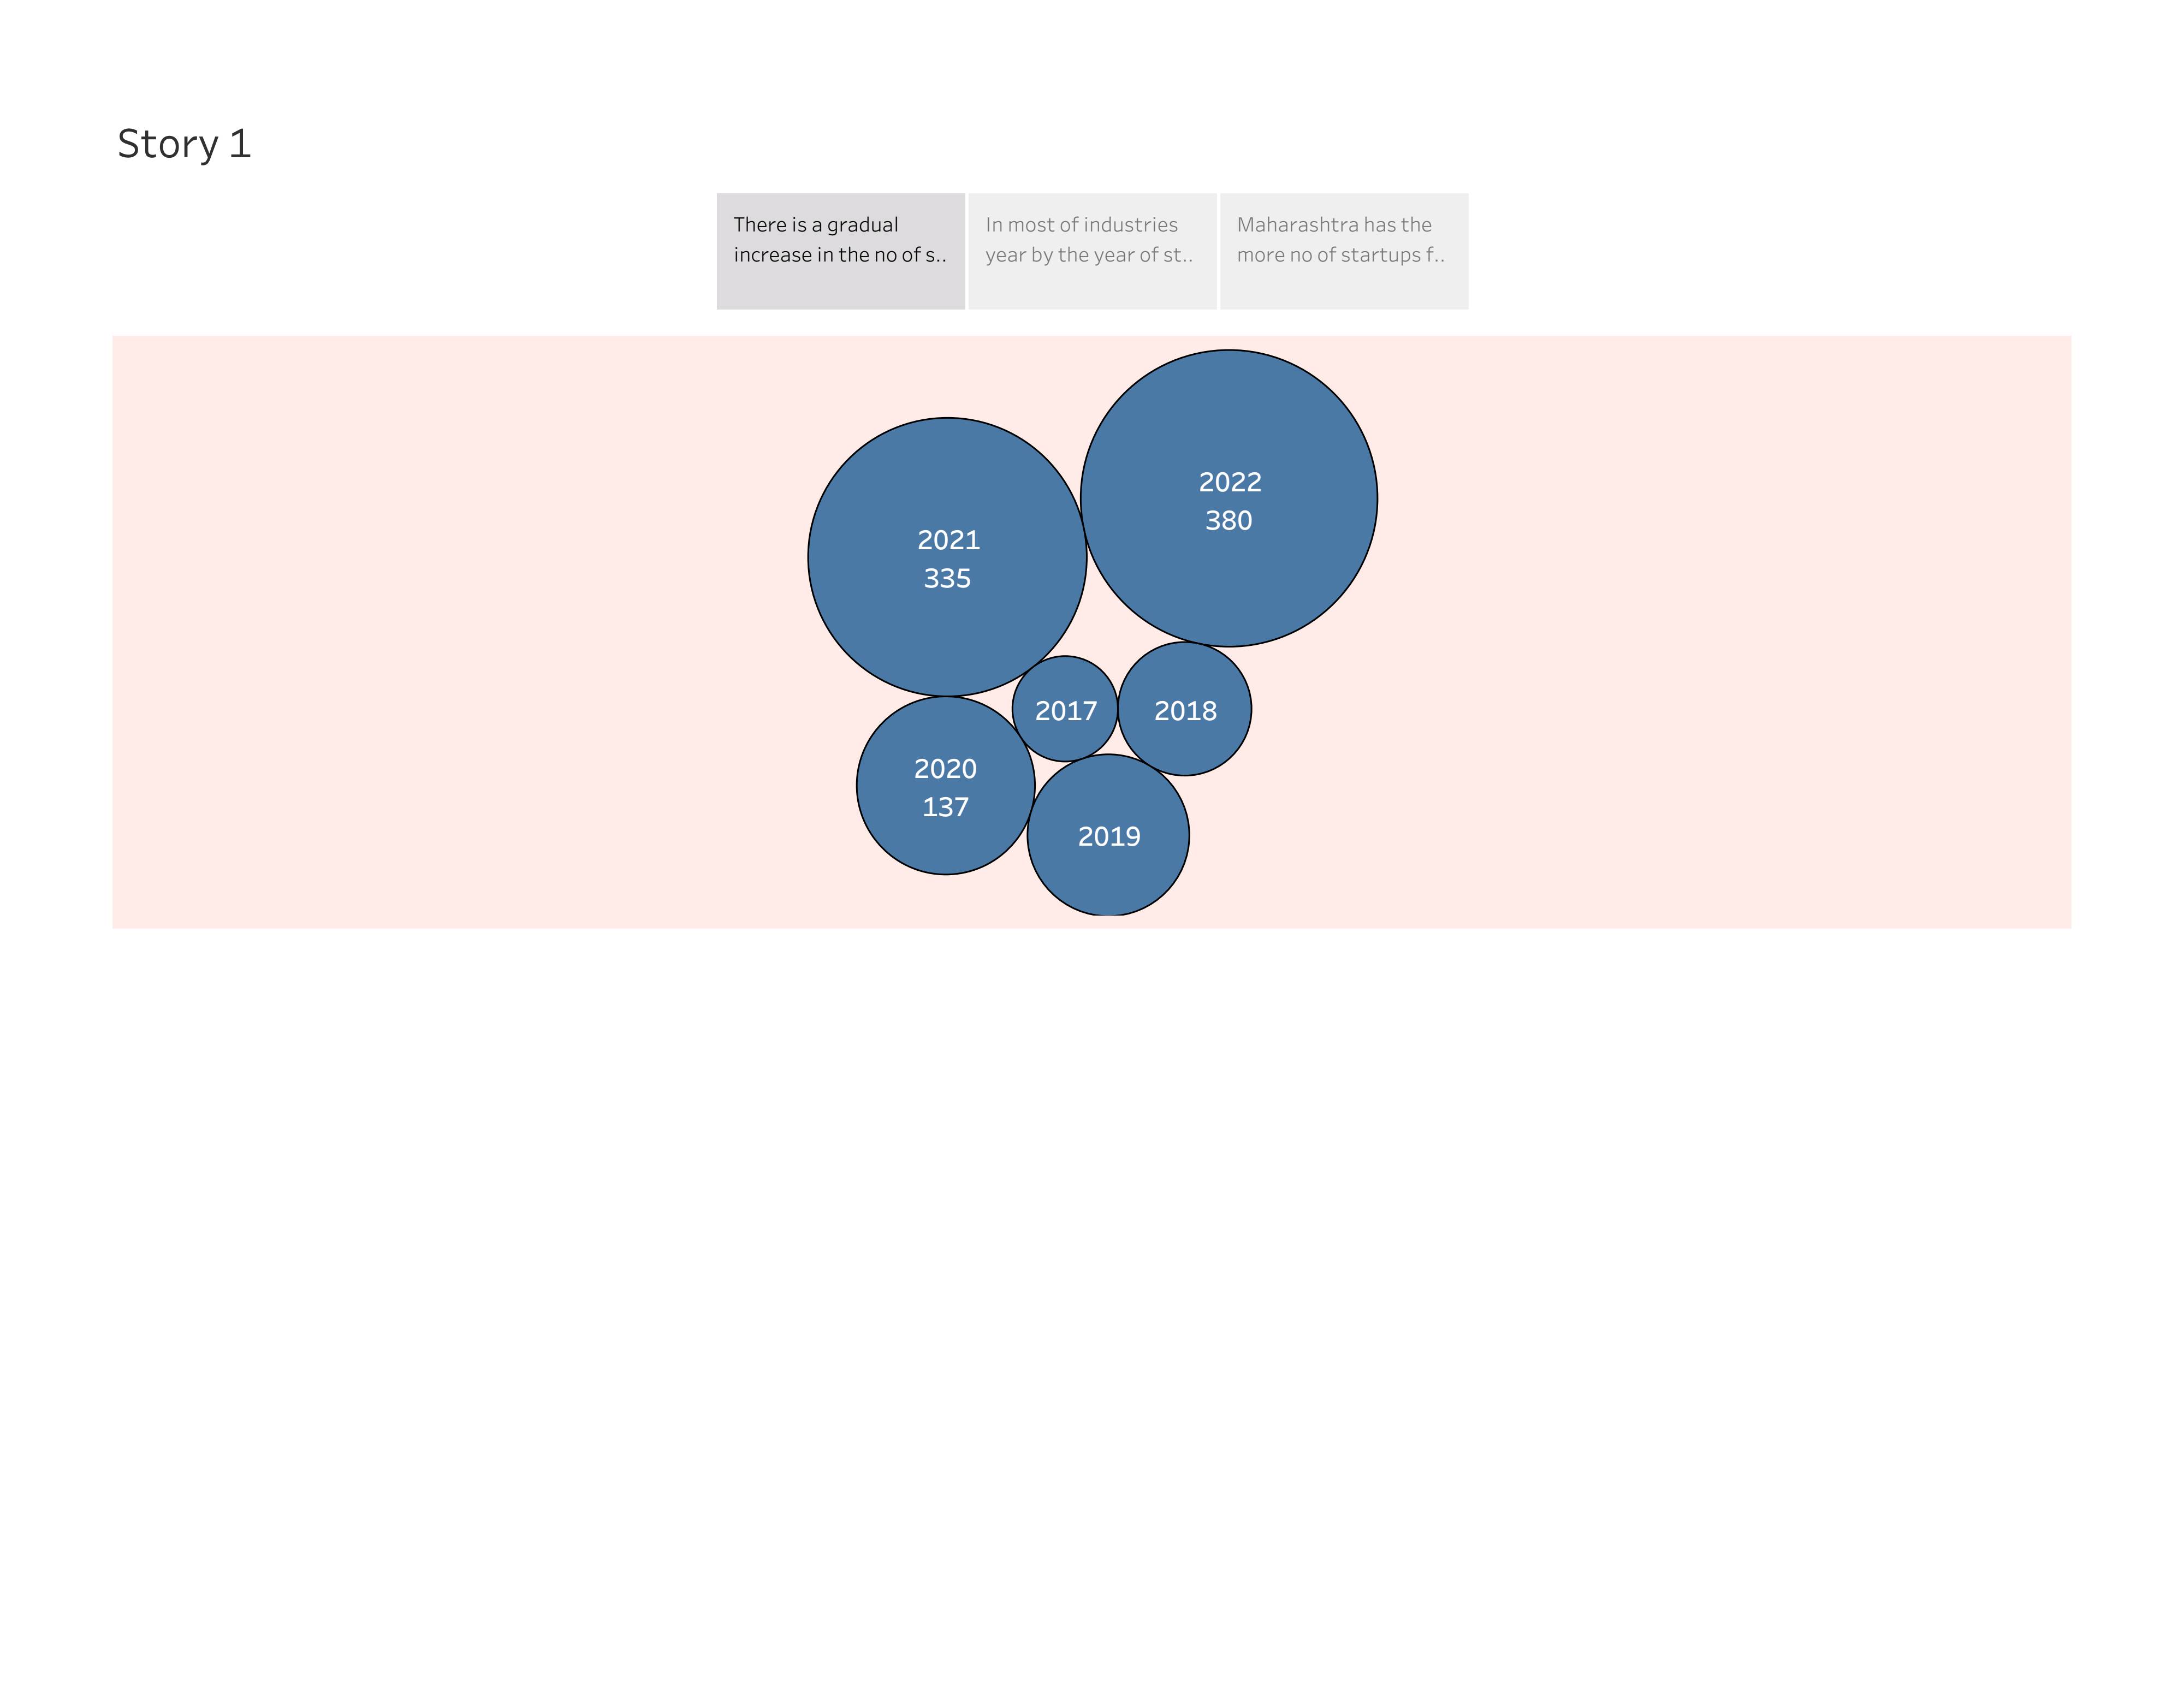 Story 1
There is a gradual
increase in the no of s..
In most of industries
year by the year of st..
Maharashtra has the
more no of startups f..
2022
380
2021
335
2017
2018
2020
137
2019